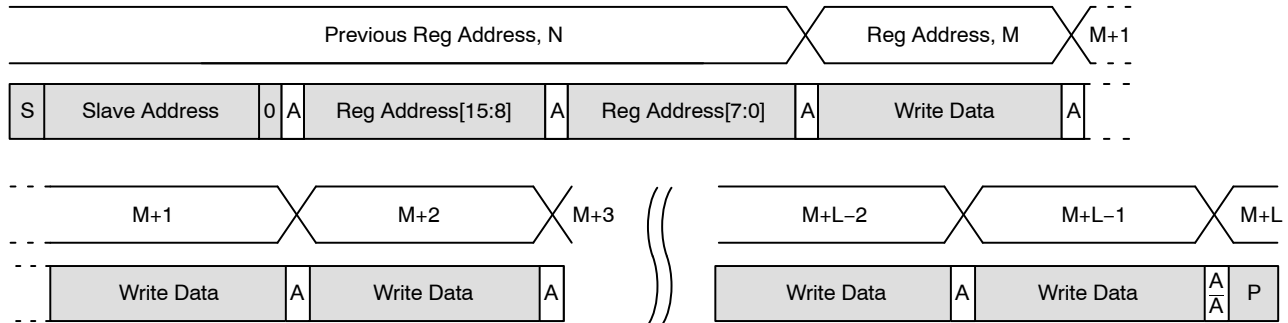 Previous Reg Address, N Reg Address, M M+1
S Slave Address 0 A Reg Address[15:8] A Reg Address[7:0] A Write Data A
M+1 M+2 M+3 M+L−2 M+L−1 M+L
Write Data A Write Data A Write Data A Write Data A/A̅ P